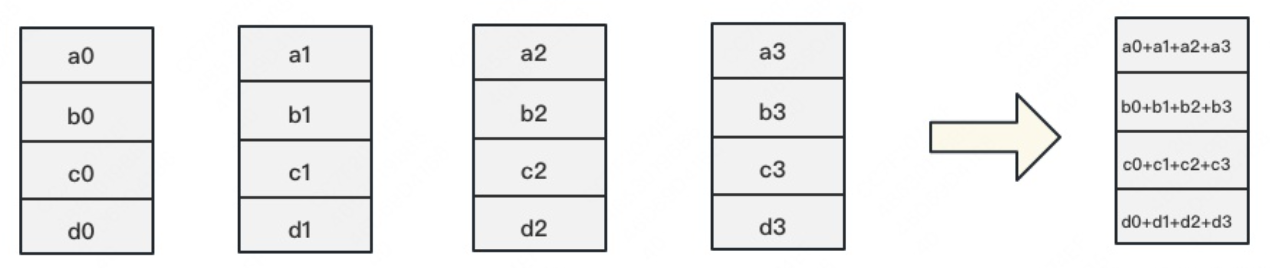 a0
b0
c0
d0
a1
b1
c1
d1
a2
b2
c2
d2
a3
b3
c3
d3
a0+a1+a2+a3
b0+b1+b2+b3
c0+c1+c2+c3
d0+d1+d2+d3